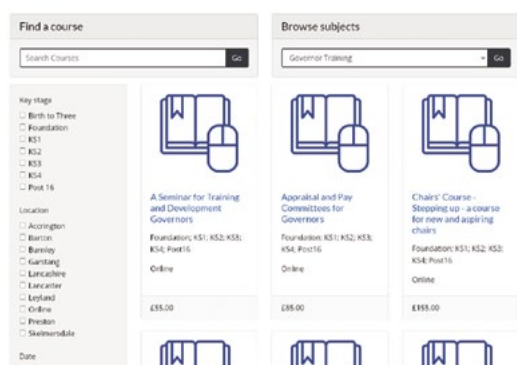 Find a course
Search Courses
Go
Browse subjects
Governor Training
Go
Key stage
Birth to Three
Foundation
KS1
KS2
KS3
KS4
Post 16
Location
Accrington
Barton
Burnley
Garstang
Lancashire
Lancaster
Leyland
Online
Preston
Skelmersdale
Date
A Seminar for Training
and Development
Governors
Foundation; KS1; KS2; KS3;
KS4; Post16
Online
£55.00
Appraisal and Pay
Committees for
Governors
Foundation; KS1; KS2; KS3;
KS4; Post16
Online
Chairs' Course -
Stepping up - a course
for new and aspiring
chairs
Foundation; KS1; KS2; KS3;
KS4; Post16
Online